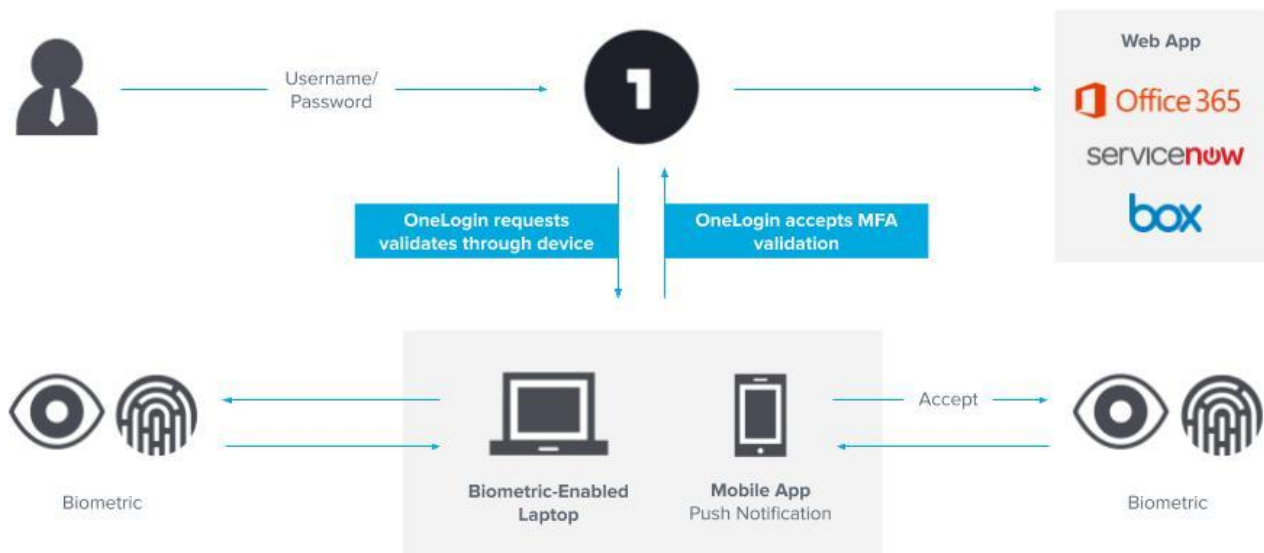 Username/
Password
1
Web App
Office 365
servicenow
box
OneLogin requests
validates through device
OneLogin accepts MFA
validation
Accept
Biometric
Biometric-Enabled
Laptop
Mobile App
Push Notification
Biometric